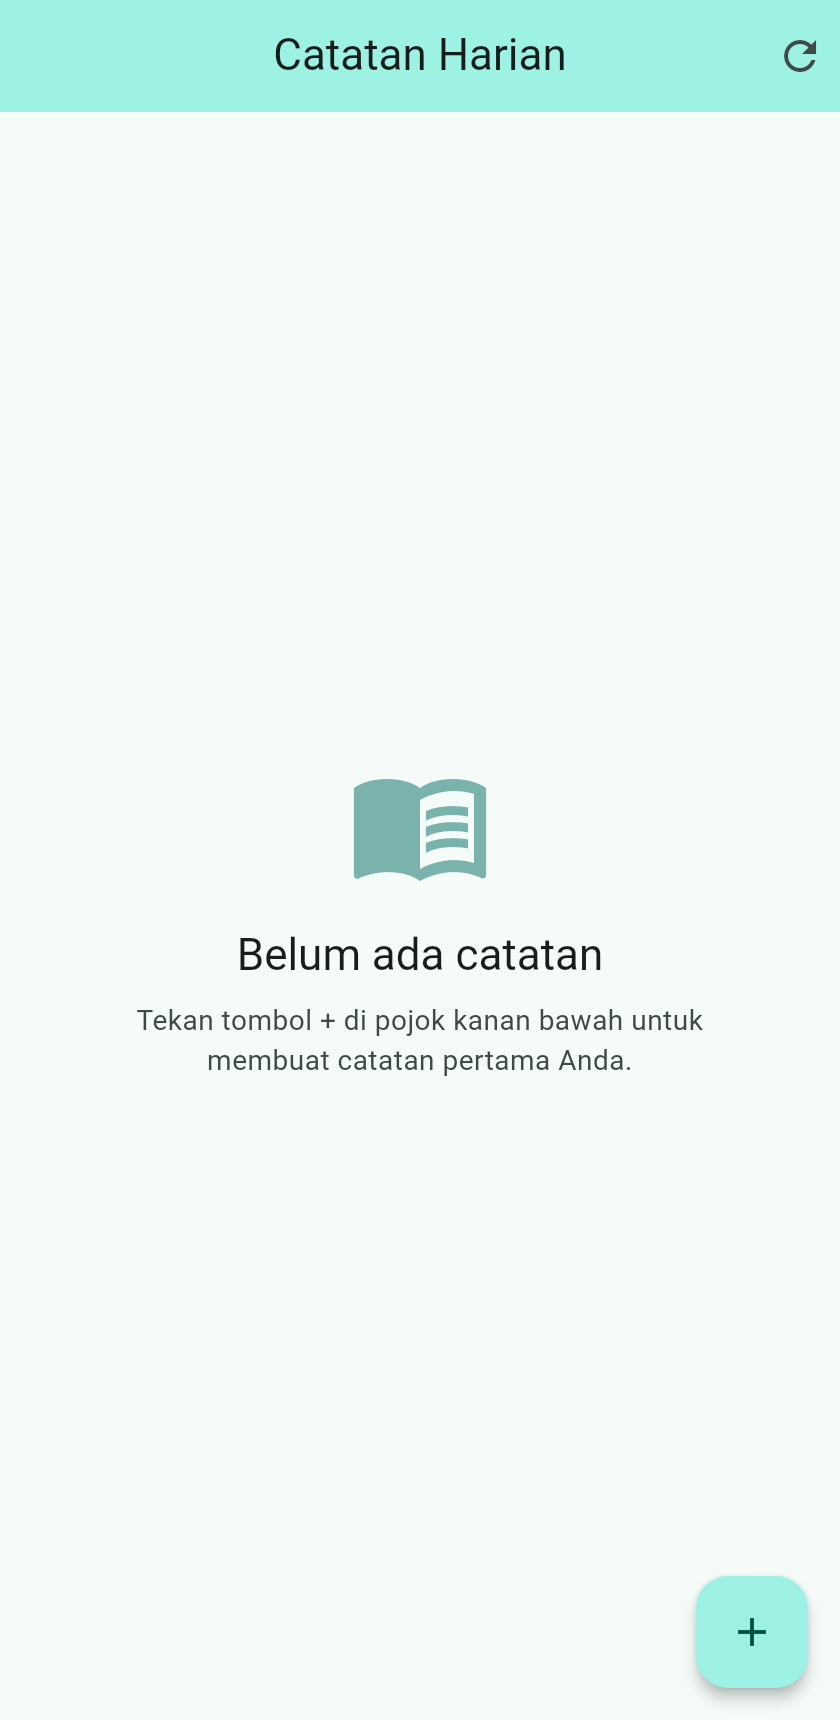 Catatan Harian
Belum ada catatan
Tekan tombol + di pojok kanan bawah untuk
membuat catatan pertama Anda.